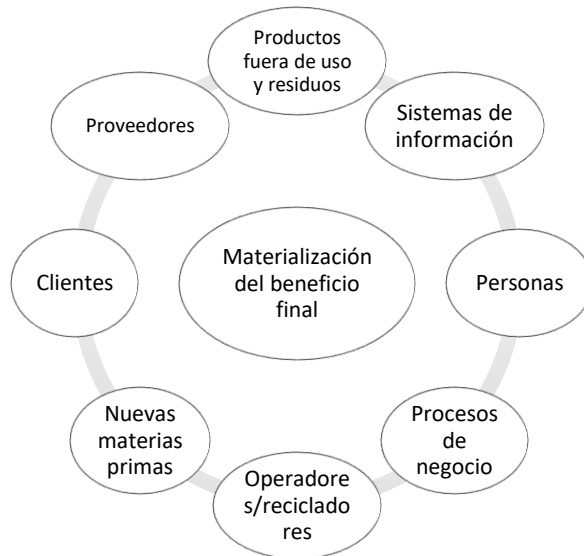 Productos
fuera de uso
y residuos
Sistemas de
información
Personas
Procesos
de
negocio
Operadore
s/reciclado
res
Nuevas
materias
primas
Clientes
Proveedores
Materialización
del beneficio
final